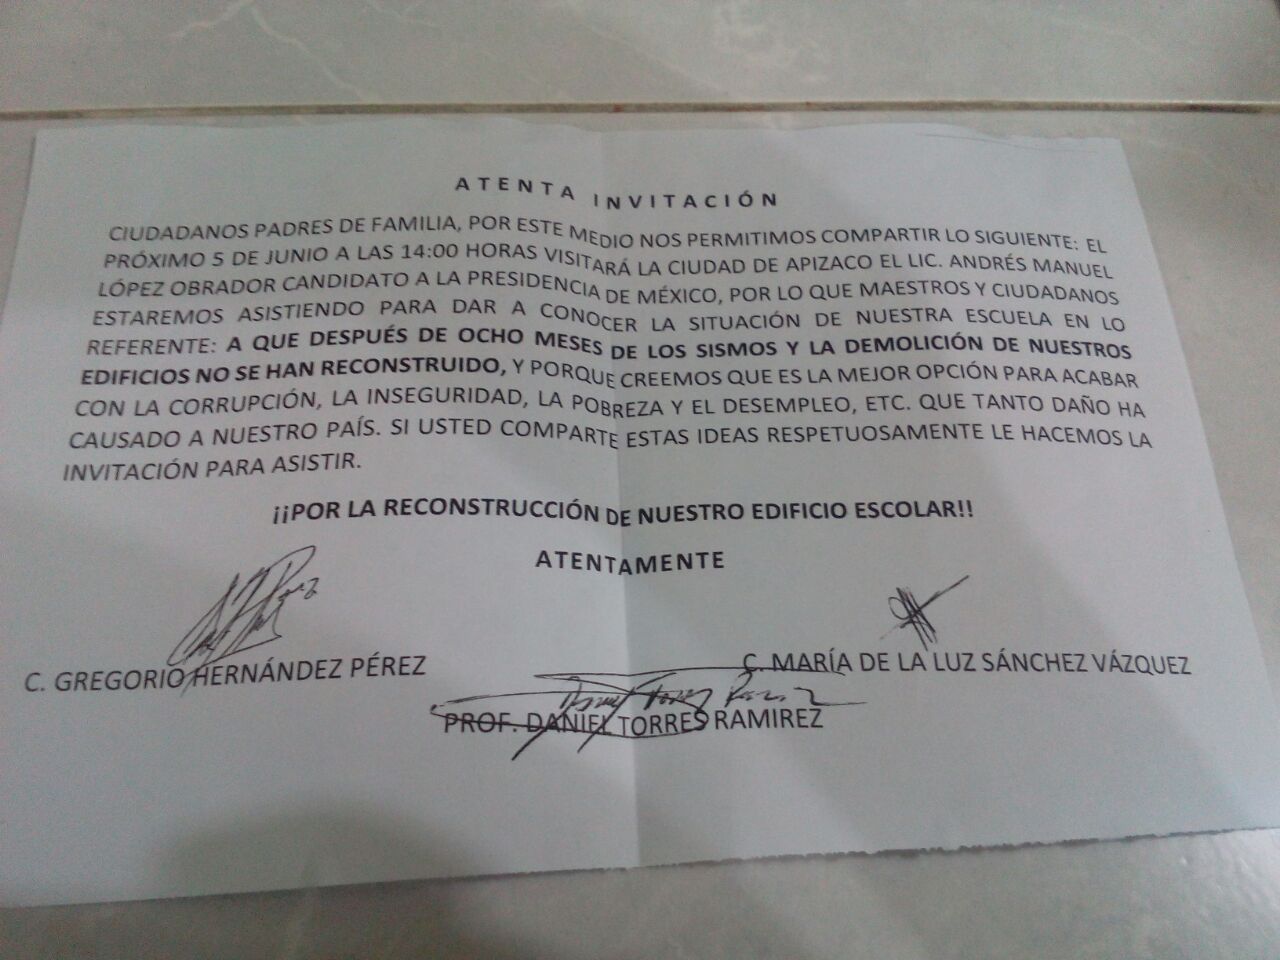 ATENTA INVITACIÓN
CIUDADANOS PADRES DE FAMILIA, POR ESTE MEDIO NOS PERMITIMOS COMPARTIR LO SIGUIENTE: EL
PRÓXIMO 5 DE JUNIO A LAS 14:00 HORAS VISITARÁ LA CIUDAD DE APIZACO EL LIC. ANDRÉS MANUEL
LÓPEZ OBRADOR CANDIDATO A LA PRESIDENCIA DE MÉXICO, POR LO QUE MAESTROS Y CIUDADANOS
ESTAREMOS ASISTIENDO PARA DAR A CONOCER LA SITUACIÓN DE NUESTRA ESCUELA EN LO
REFERENTE: A QUE DESPUÉS DE OCHO MESES DE LOS SISMOS Y LA DEMOLICIÓN DE NUESTROS
EDIFICIOS NO SE HAN RECONSTRUIDO, Y PORQUE CREEMOS QUE ES LA MEJOR OPCIÓN PARA ACABAR
CON LA CORRUPCIÓN, LA INSEGURIDAD, LA POBREZA Y EL DESEMPLEO, ETC. QUE TANTO DAÑO HA
CAUSADO A NUESTRO PAÍS. SI USTED COMPARTE ESTAS IDEAS RESPETUOSAMENTE LE HACEMOS LA
INVITACIÓN PARA ASISTIR.
¡¡POR LA RECONSTRUCCIÓN DE NUESTRO EDIFICIO ESCOLAR!!
ATENTAMENTE
C. GREGORIO HERNÁNDEZ PÉREZ
C. MARÍA DE LA LUZ SÁNCHEZ VÁZQUEZ
PROF. DANIEL TORRES RAMIREZ